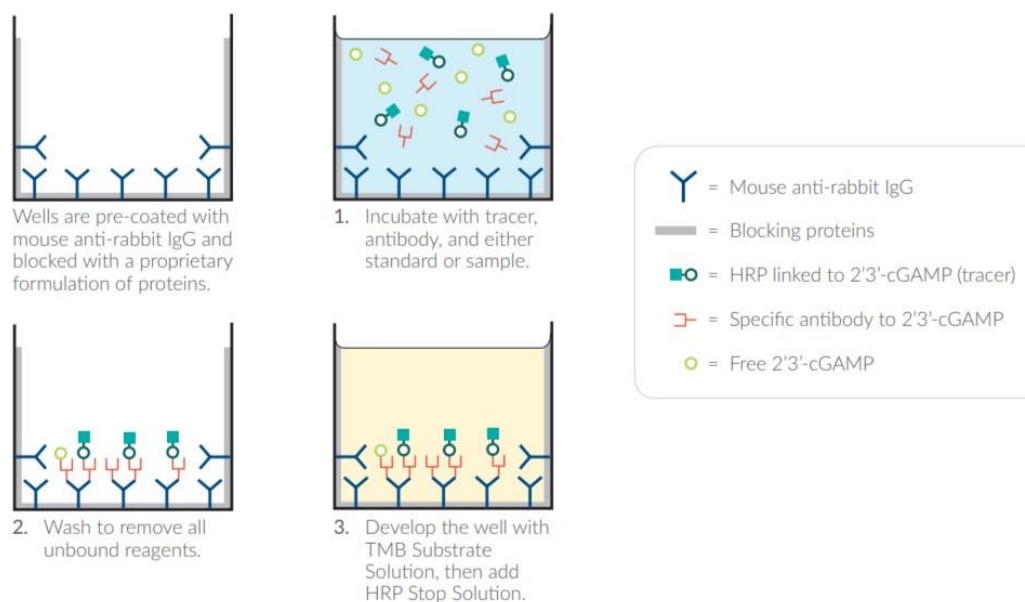 Wells are pre-coated with
mouse anti-rabbit IgG and
blocked with a proprietary
formulation of proteins.
1. Incubate with tracer,
antibody, and either
standard or sample.
2. Wash to remove all
unbound reagents.
3. Develop the well with
TMB Substrate
Solution, then add
HRP Stop Solution.
= Mouse anti-rabbit IgG
= Blocking proteins
= HRP linked to 2'3'-cGAMP (tracer)
= Specific antibody to 2'3'-cGAMP
= Free 2'3'-cGAMP